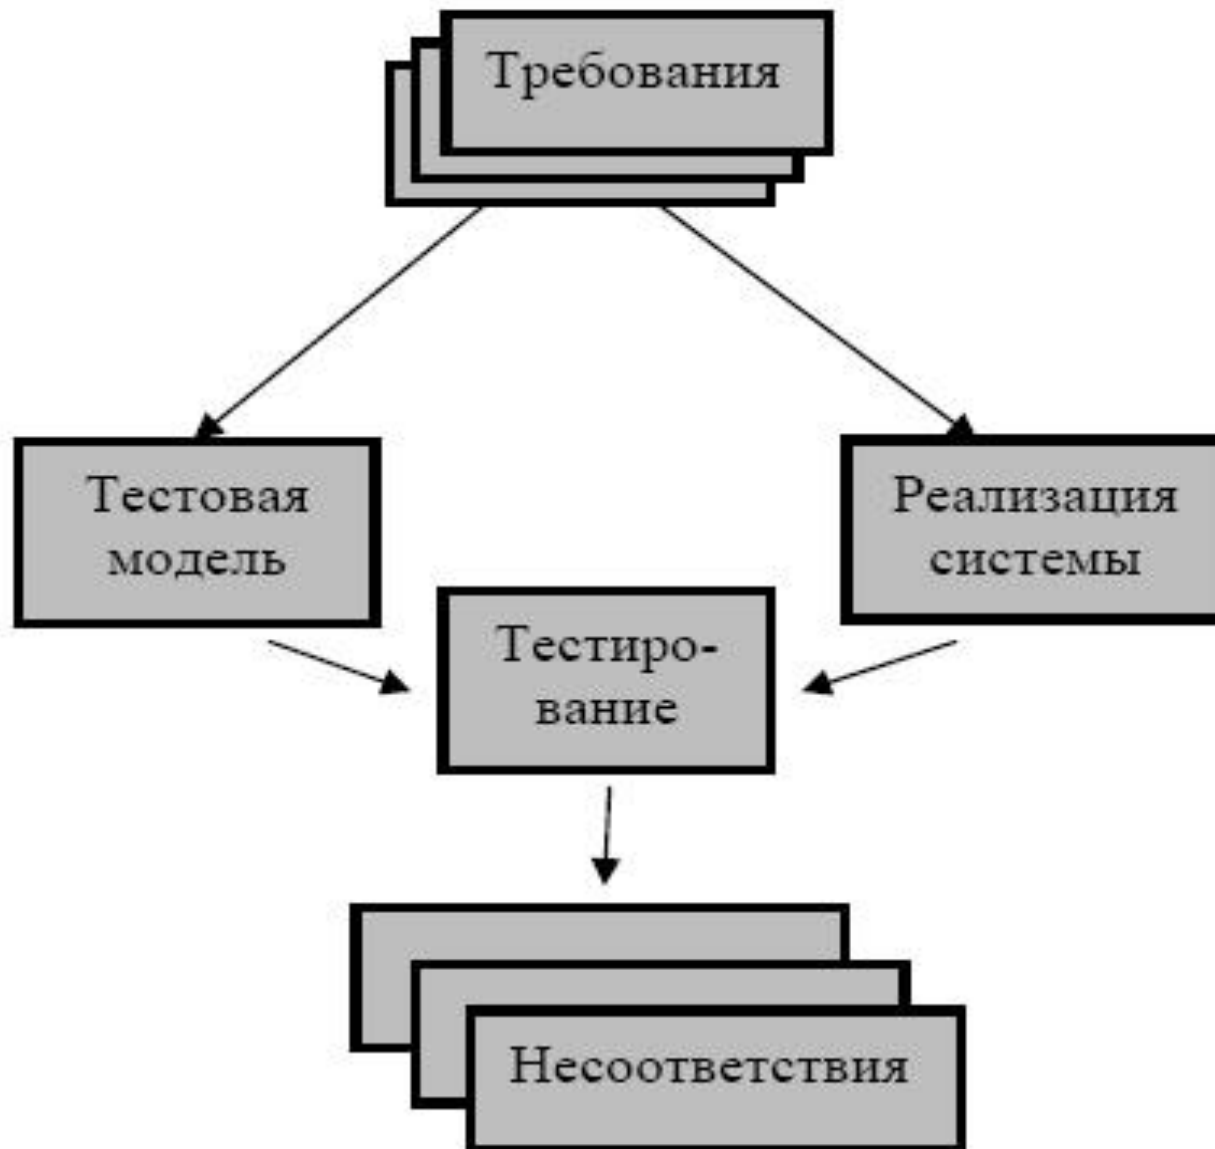 Требования
Тестовая
модель
Реализация
системы
Тестиро-
вание
Несоответствия